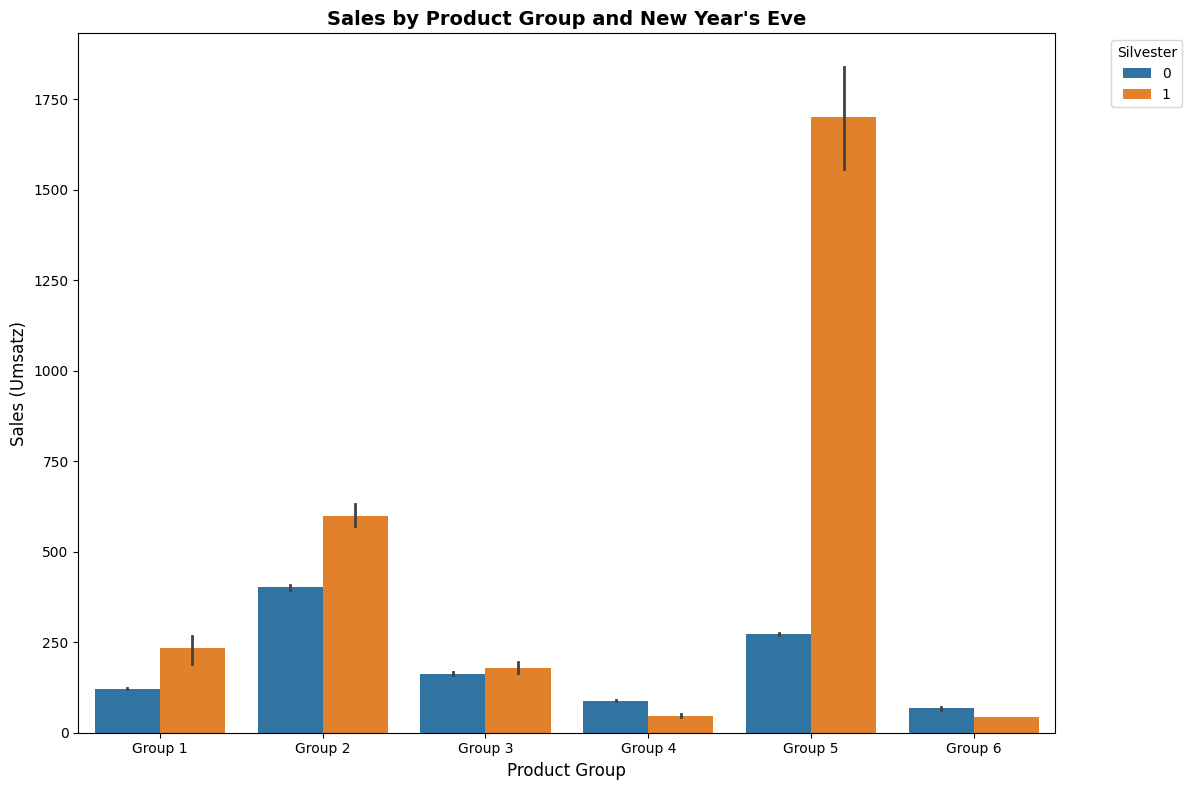 Sales by Product Group and New Year's Eve
Silvester
0
1
Sales (Umsatz)
1750
1500
1250
1000
750
500
250
0
Group 1
Group 2
Group 3
Group 4
Group 5
Group 6
Product Group